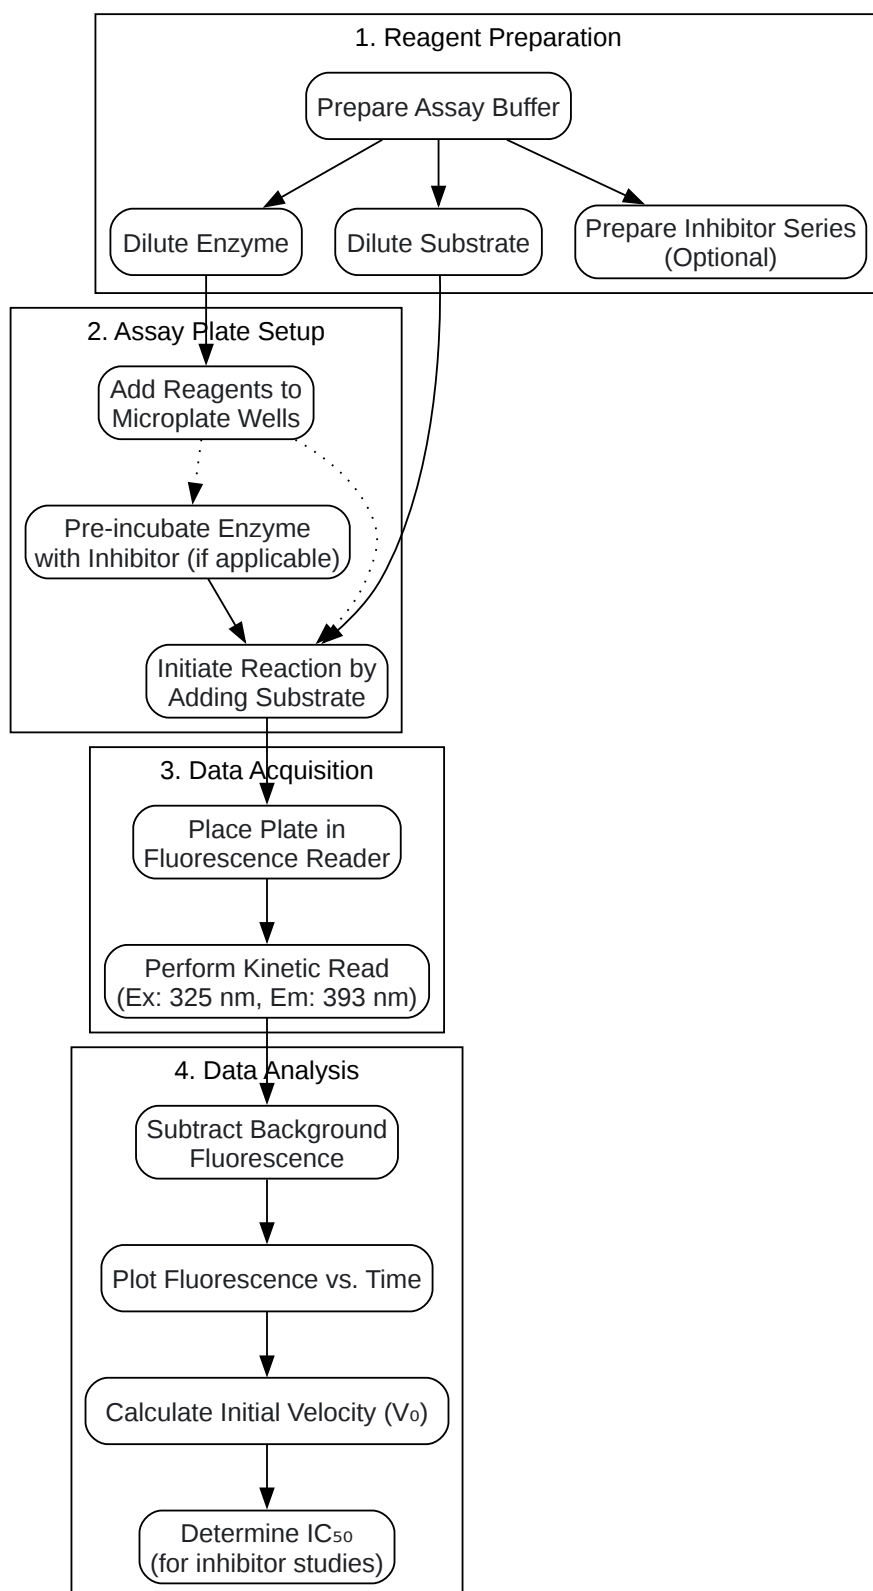 1. Reagent Preparation
Prepare Assay Buffer
Dilute Enzyme
Dilute Substrate
Prepare Inhibitor Series
(Optional)
2. Assay Plate Setup
Add Reagents to
Microplate Wells
Pre-incubate Enzyme
with Inhibitor (if applicable)
Initiate Reaction by
Adding Substrate
3. Data Acquisition
Place Plate in
Fluorescence Reader
Perform Kinetic Read
(Ex: 325 nm, Em: 393 nm)
4. Data Analysis
Subtract Background
Fluorescence
Plot Fluorescence vs. Time
Calculate Initial Velocity (V₀)
Determine IC₅₀
(for inhibitor studies)